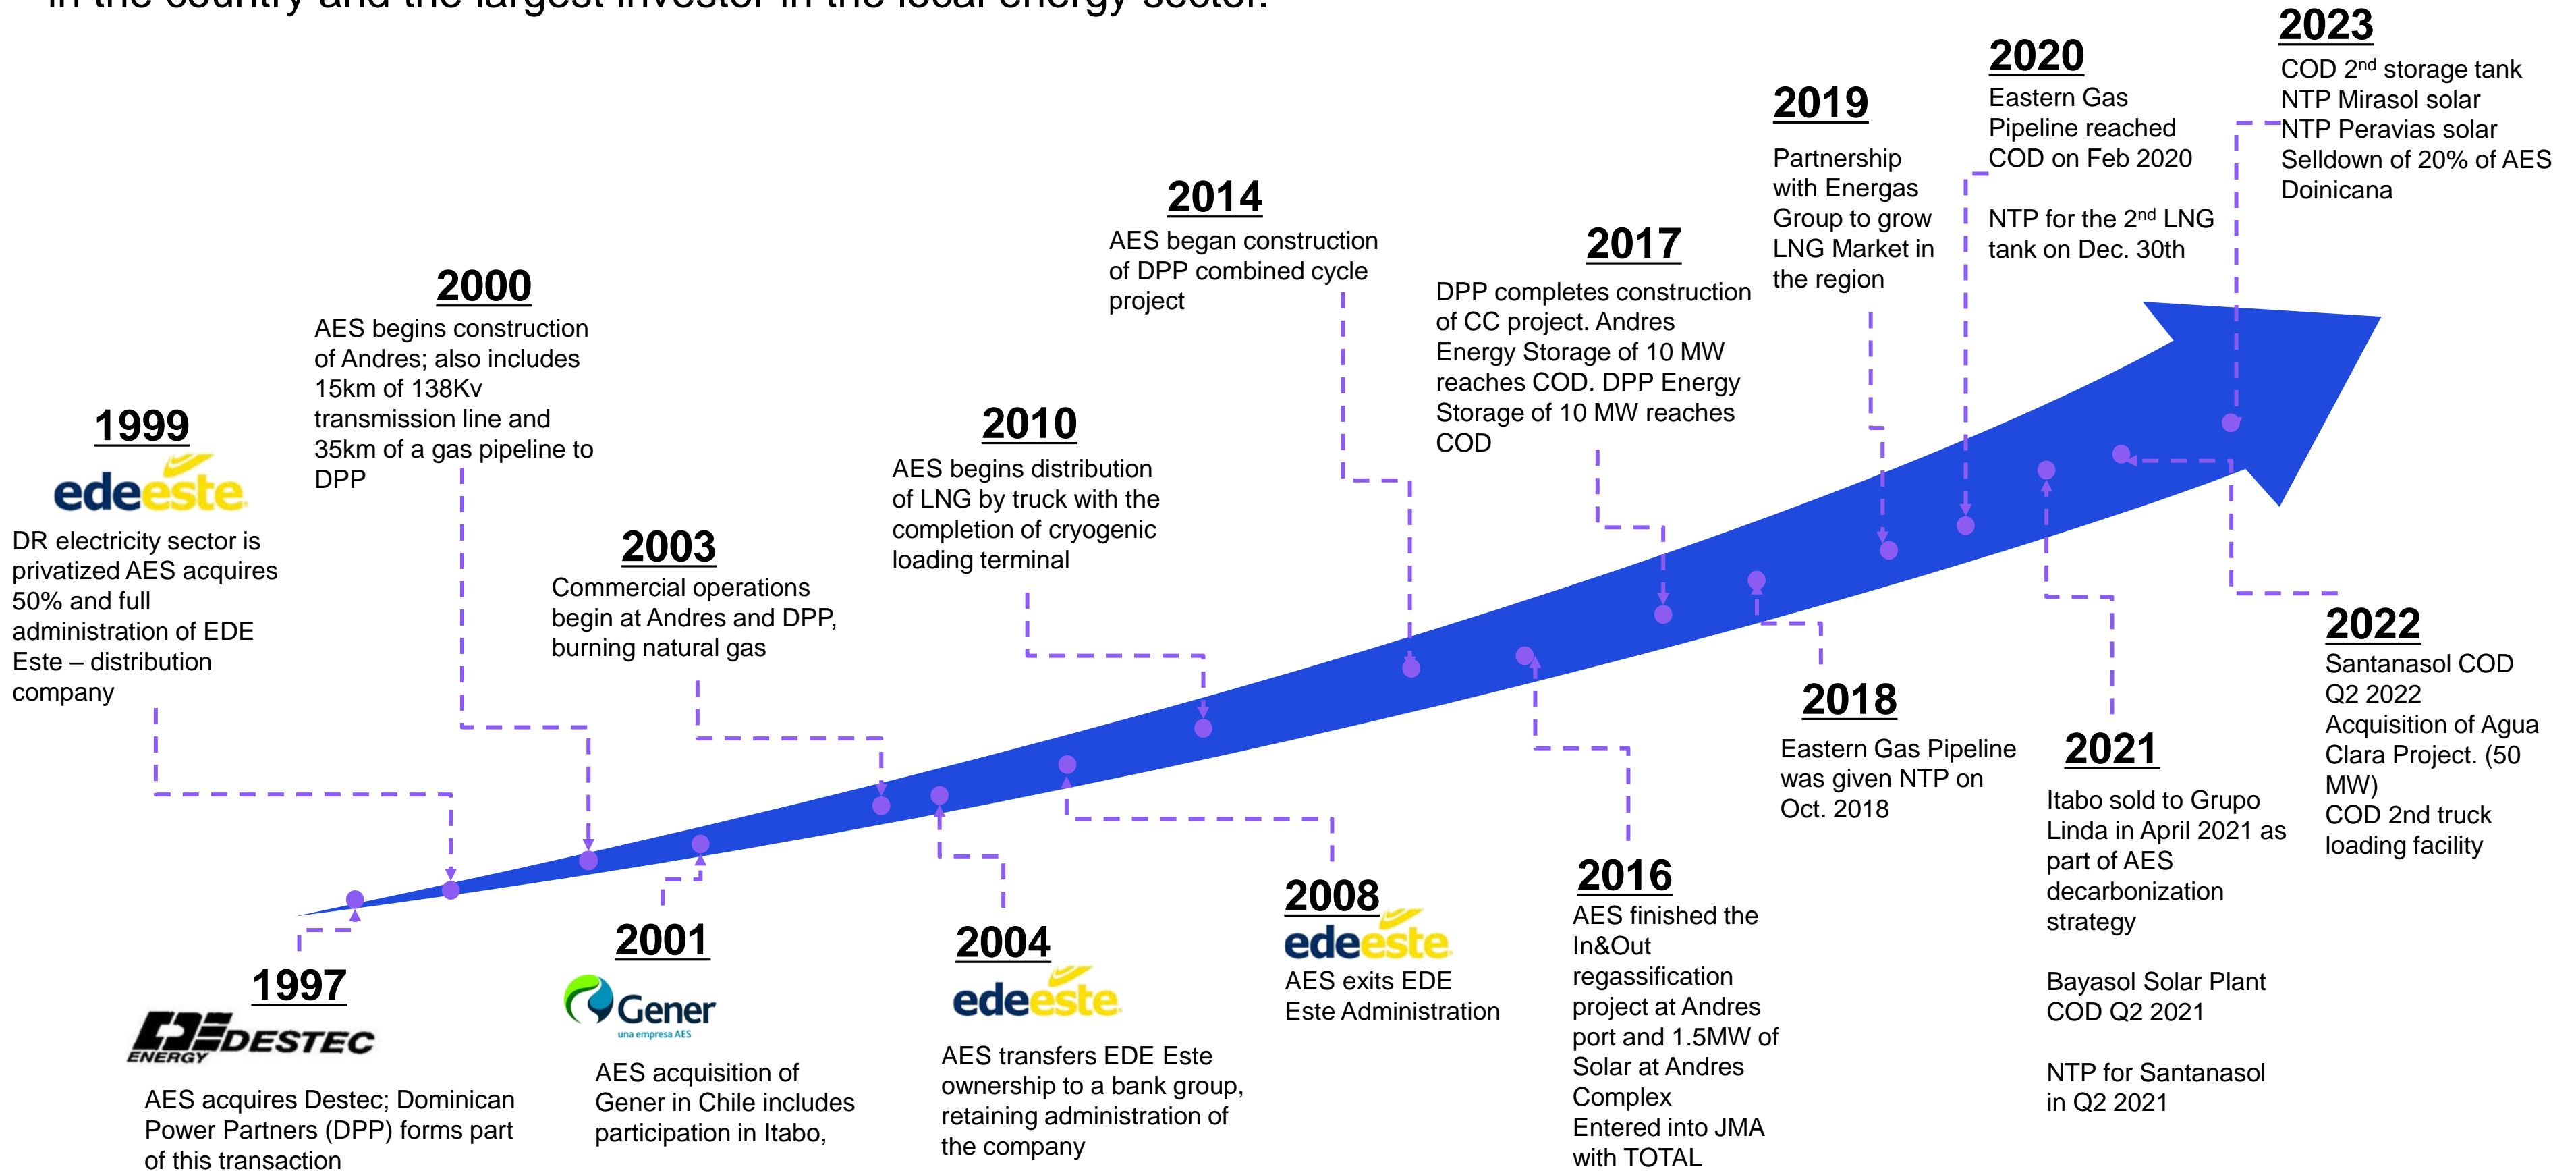 in the country and the largest investor in the local energy sector.
1997
DESTEC
ENERGY
AES acquires Destec; Dominican
Power Partners (DPP) forms part
of this transaction
1999
edeeste
DR electricity sector is
privatized AES acquires
50% and full
administration of EDE
Este – distribution
company
2000
AES begins construction
of Andres; also includes
15km of 138Kv
transmission line and
35km of a gas pipeline to
DPP
2001
Gener
una empresa AES
AES acquisition of
Gener in Chile includes
participation in Itabo,
2003
Commercial operations
begin at Andres and DPP,
burning natural gas
2004
edeeste
AES transfers EDE Este
ownership to a bank group,
retaining administration of
the company
2008
edeeste
AES exits EDE
Este Administration
2010
AES begins distribution
of LNG by truck with the
completion of cryogenic
loading terminal
2014
AES began construction
of DPP combined cycle
project
2016
AES finished the
In&Out
regassification
project at Andres
port and 1.5MW of
Solar at Andres
Complex
Entered into JMA
with TOTAL
2017
DPP completes construction
of CC project. Andres
Energy Storage of 10 MW
reaches COD. DPP Energy
Storage of 10 MW reaches
COD
2018
Eastern Gas Pipeline
was given NTP on
Oct. 2018
2019
Partnership
with Energas
Group to grow
LNG Market in
the region
2020
Eastern Gas
Pipeline reached
COD on Feb 2020
NTP for the 2nd LNG
tank on Dec. 30th
2021
Itabo sold to Grupo
Linda in April 2021 as
part of AES
decarbonization
strategy
Bayasol Solar Plant
COD Q2 2021
NTP for Santanasol
in Q2 2021
2022
Santanasol COD
Q2 2022
Acquisition of Agua
Clara Project. (50
MW)
COD 2nd truck
loading facility
2023
COD 2nd storage tank
NTP Mirasol solar
NTP Peravias solar
Selldown of 20% of AES
Doinicana